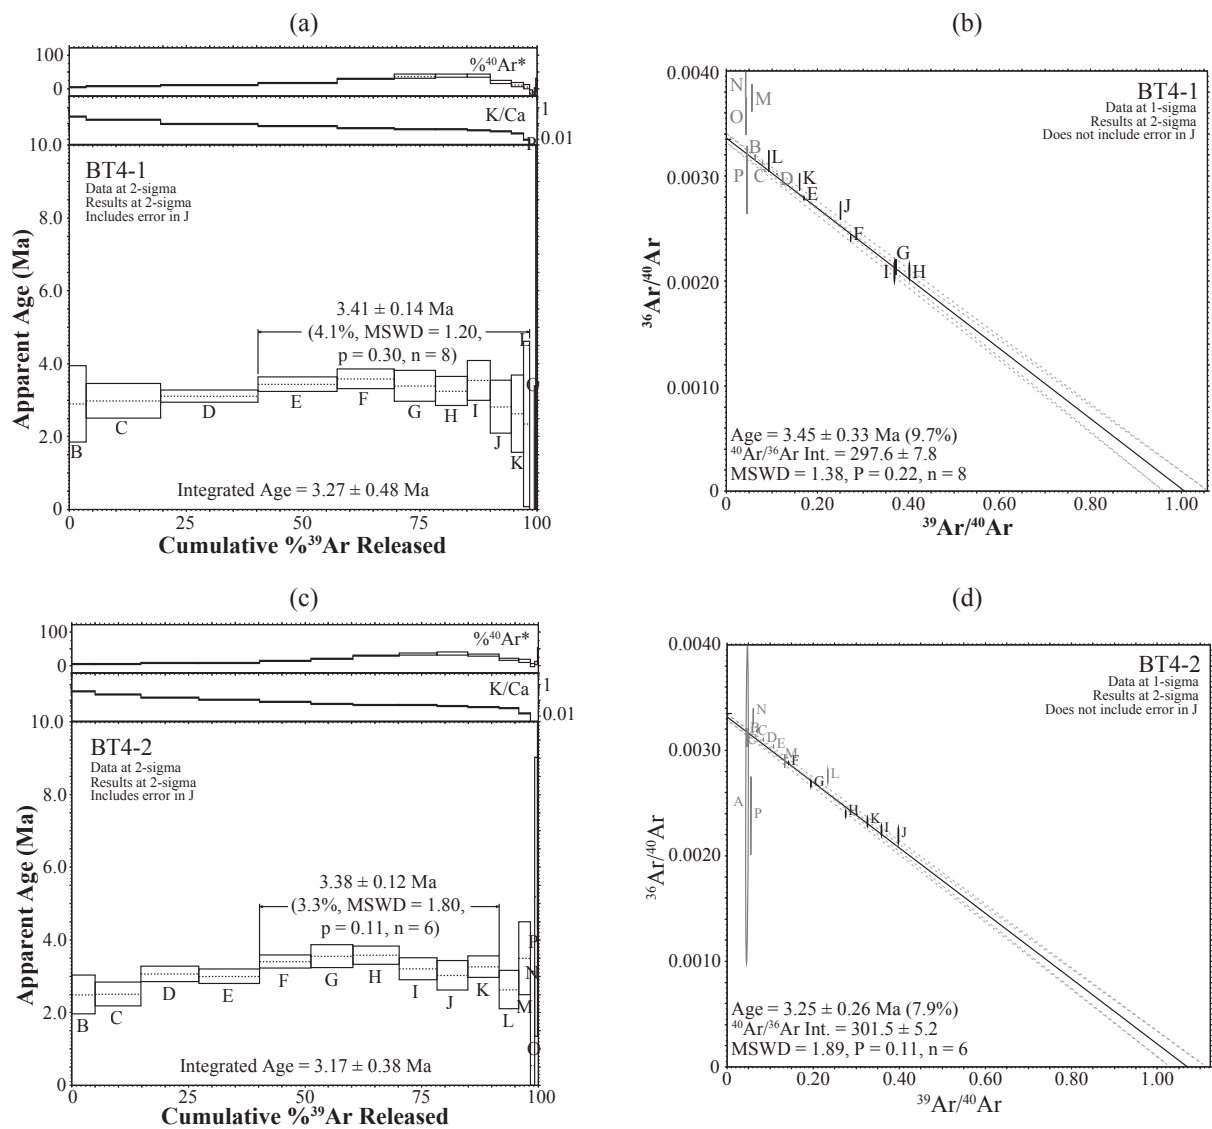 (a)
100
0
%⁴⁰Ar*
K/Ca
1
0.01
10.0
8.0
6.0
4.0
2.0
0
Apparent Age (Ma)
BT4-1
Data at 2-sigma
Results at 2-sigma
Includes error in J
3.41 ± 0.14 Ma
(4.1%, MSWD = 1.20,
p = 0.30, n = 8)
B
C
D
E
F
G
H
I
J
K
P
Integrated Age = 3.27 ± 0.48 Ma
0
25
50
75
100
Cumulative %³⁹Ar Released
(b)
0.0040
0.0030
0.0020
0.0010
0
³⁶Ar/⁴⁰Ar
BT4-1
Data at 1-sigma
Results at 2-sigma
Does not include error in J
N
M
O
B
L
P
C
D
K
E
J
F
G
I
H
Age = 3.45 ± 0.33 Ma (9.7%)
⁴⁰Ar/³⁶Ar Int. = 297.6 ± 7.8
MSWD = 1.38, P = 0.22, n = 8
0
0.20
0.40
0.60
0.80
1.00
³⁹Ar/⁴⁰Ar
(c)
100
0
%⁴⁰Ar*
K/Ca
1
0.01
10.0
8.0
6.0
4.0
2.0
0
Apparent Age (Ma)
BT4-2
Data at 2-sigma
Results at 2-sigma
Includes error in J
3.38 ± 0.12 Ma
(3.3%, MSWD = 1.80,
p = 0.11, n = 6)
B
C
D
E
F
G
H
I
J
K
L
M
N
O
P
Integrated Age = 3.17 ± 0.38 Ma
0
25
50
75
100
Cumulative %³⁹Ar Released
(d)
0.0040
0.0030
0.0020
0.0010
0
³⁶Ar/⁴⁰Ar
BT4-2
Data at 1-sigma
Results at 2-sigma
Does not include error in J
N
B
C
D
E
M
F
L
G
A
P
H
K
I
J
Age = 3.25 ± 0.26 Ma (7.9%)
⁴⁰Ar/³⁶Ar Int. = 301.5 ± 5.2
MSWD = 1.89, P = 0.11, n = 6
0
0.20
0.40
0.60
0.80
1.00
³⁹Ar/⁴⁰Ar